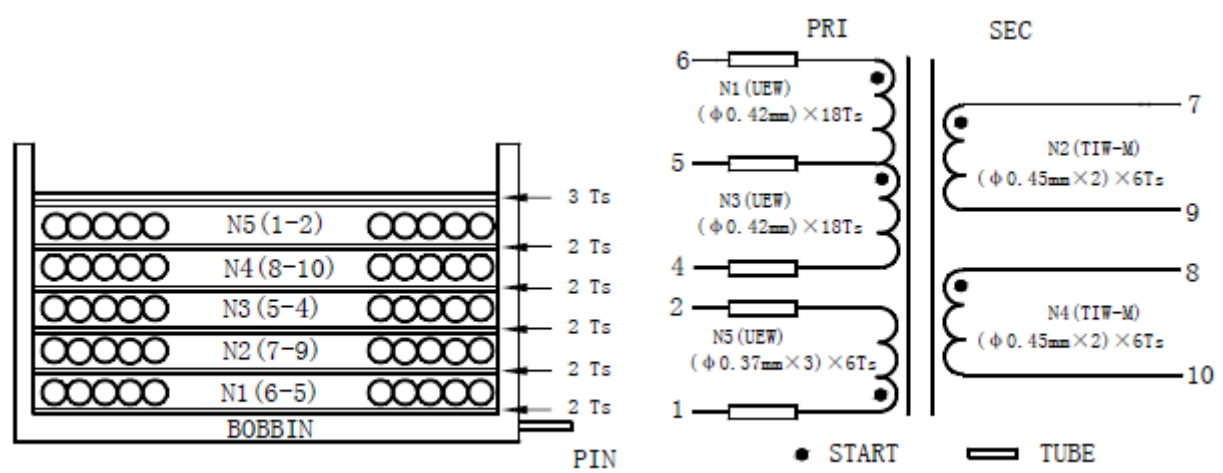 3 Ts
N5(1-2)
2 Ts
N4(8-10)
2 Ts
N3(5-4)
2 Ts
N2(7-9)
2 Ts
N1(6-5)
2 Ts
BOBBIN
PIN
PRI
SEC
6
N1(UEW)
(φ0.42mm)×18Ts
5
N3(UEW)
(φ0.42mm)×18Ts
4
2
N5(UEW)
(φ0.37mm×3)×6Ts
1
7
N2(TIW-M)
(φ0.45mm×2)×6Ts
9
8
N4(TIW-M)
(φ0.45mm×2)×6Ts
10
START
TUBE